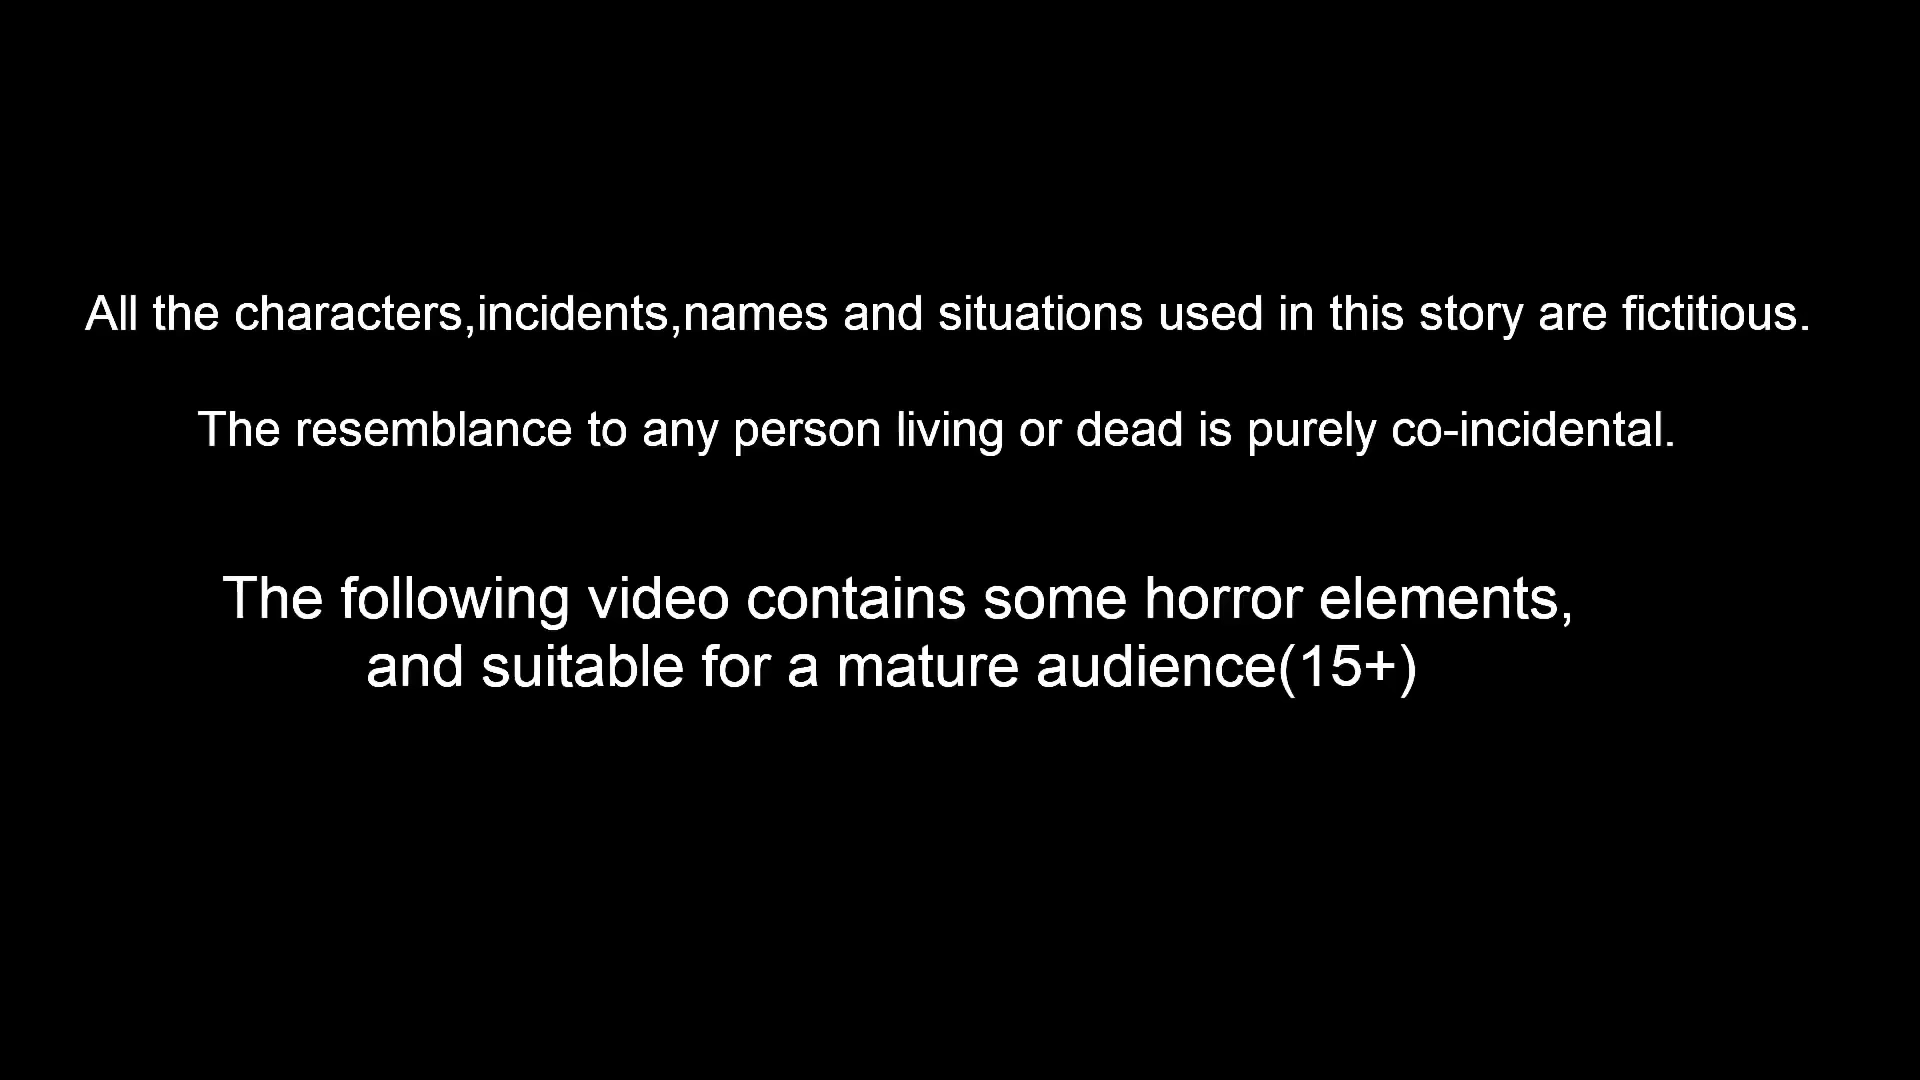 All the characters,incidents,names and situations used in this story are fictitious.
The resemblance to any person living or dead is purely co-incidental.
The following video contains some horror elements,
and suitable for a mature audience(15+)